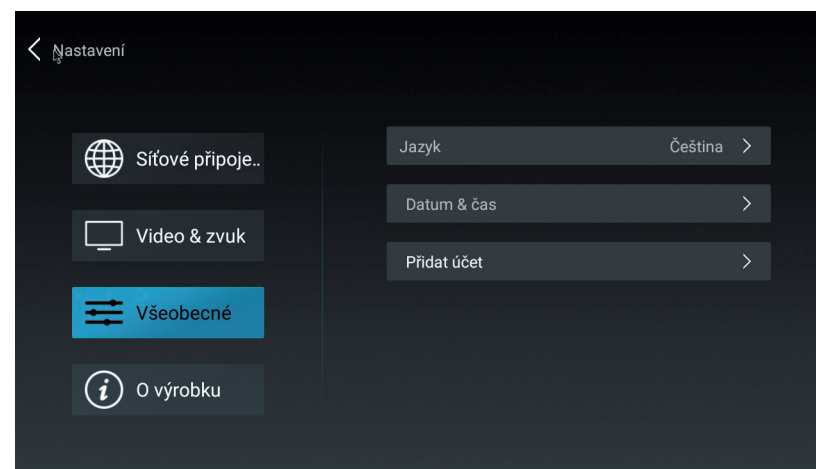 Nastavení
Síťové připoje..
Video & zvuk
Všeobecné
O výrobku
Jazyk Čeština
Datum & čas
Přidat účet